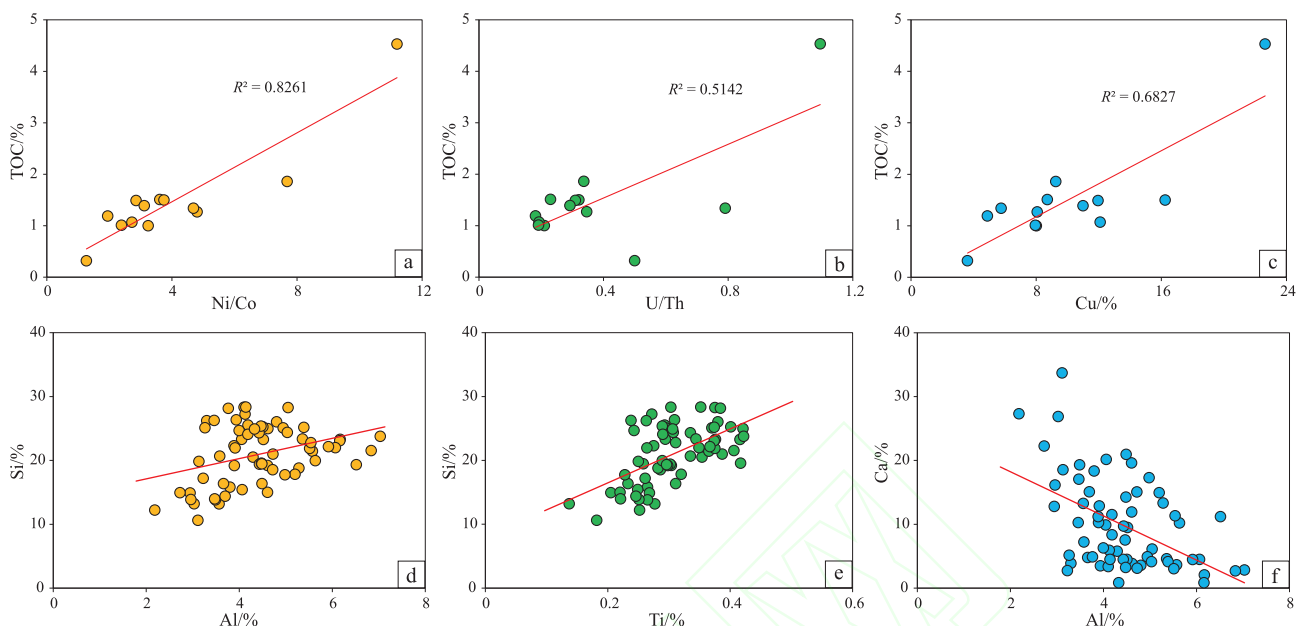 5
4
3
2
1
0
TOC/%
R² = 0.8261
a
0
4
8
12
Ni/Co
5
4
3
2
1
0
TOC/%
R² = 0.5142
b
0
0.4
0.8
1.2
U/Th
5
4
3
2
1
0
TOC/%
R² = 0.6827
c
0
8
16
24
Cu/%
40
30
20
10
0
Si/%
d
0
2
4
6
8
Al/%
40
30
20
10
0
Si/%
e
0
0.2
0.4
0.6
Ti/%
40
30
20
10
0
Ca/%
f
0
2
4
6
8
Al/%